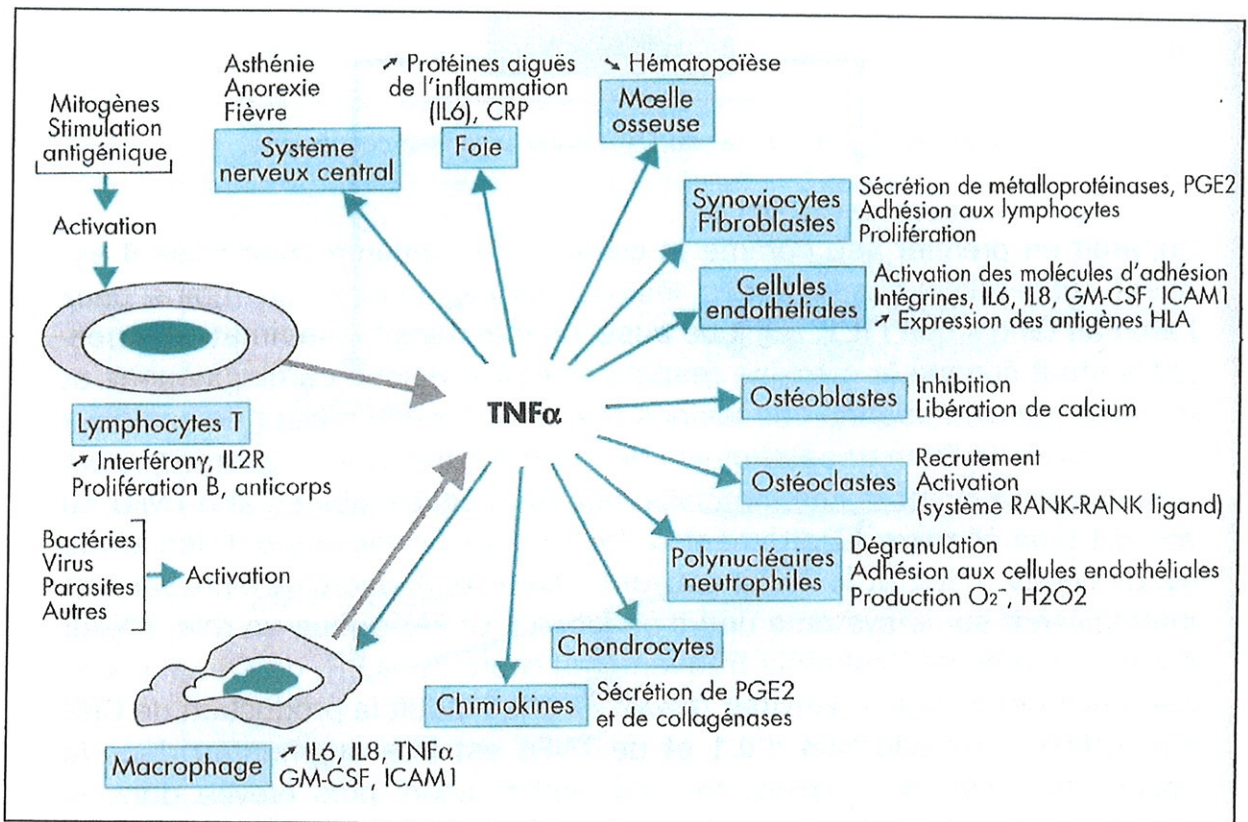 Asthénie
Anorexie
Fièvre
Système
nerveux central
↗ Protéines aiguës
de l'inflammation
(IL6), CRP
Foie
↘ Hématopoïèse
Mœlle
osseuse
Mitogènes
Stimulation
antigénique
Activation
Lymphocytes T
↗ Interféronγ, IL2R
Prolifération B, anticorps
Synoviocytes
Fibroblastes
Sécrétion de métalloprotéinases, PGE2
Adhésion aux lymphocytes
Prolifération
Cellules
endothéliales
Activation des molécules d'adhésion
Intégrines, IL6, IL8, GM-CSF, ICAM1
↗ Expression des antigènes HLA
TNFα
Ostéoblastes
Inhibition
Libération de calcium
Ostéoclastes
Recrutement
Activation
(système RANK-RANK ligand)
Polynucléaires
neutrophiles
Dégranulation
Adhésion aux cellules endothéliales
Production O2⁻, H2O2
Chondrocytes
Chimiokines
Sécrétion de PGE2
et de collagénases
Bactéries
Virus
Parasites
Autres
Activation
Macrophage
↗ IL6, IL8, TNFα
GM-CSF, ICAM1